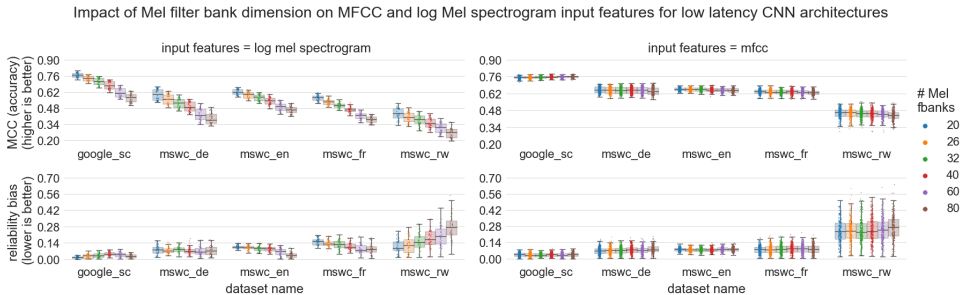 Impact of Mel filter bank dimension on MFCC and log Mel spectrogram input features for low latency CNN architectures
input features = log mel spectrogram
input features = mfcc
MCC (accuracy)
(higher is better)
0.90
0.76
0.62
0.48
0.34
0.20
google_sc
mswc_de
mswc_en
mswc_fr
mswc_rw
0.90
0.76
0.62
0.48
0.34
0.20
google_sc
mswc_de
mswc_en
mswc_fr
mswc_rw
# Mel
fbanks
20
26
32
40
60
80
reliability bias
(lower is better)
0.70
0.56
0.42
0.28
0.14
0.00
google_sc
mswc_de
mswc_en
mswc_fr
mswc_rw
dataset name
0.70
0.56
0.42
0.28
0.14
0.00
google_sc
mswc_de
mswc_en
mswc_fr
mswc_rw
dataset name